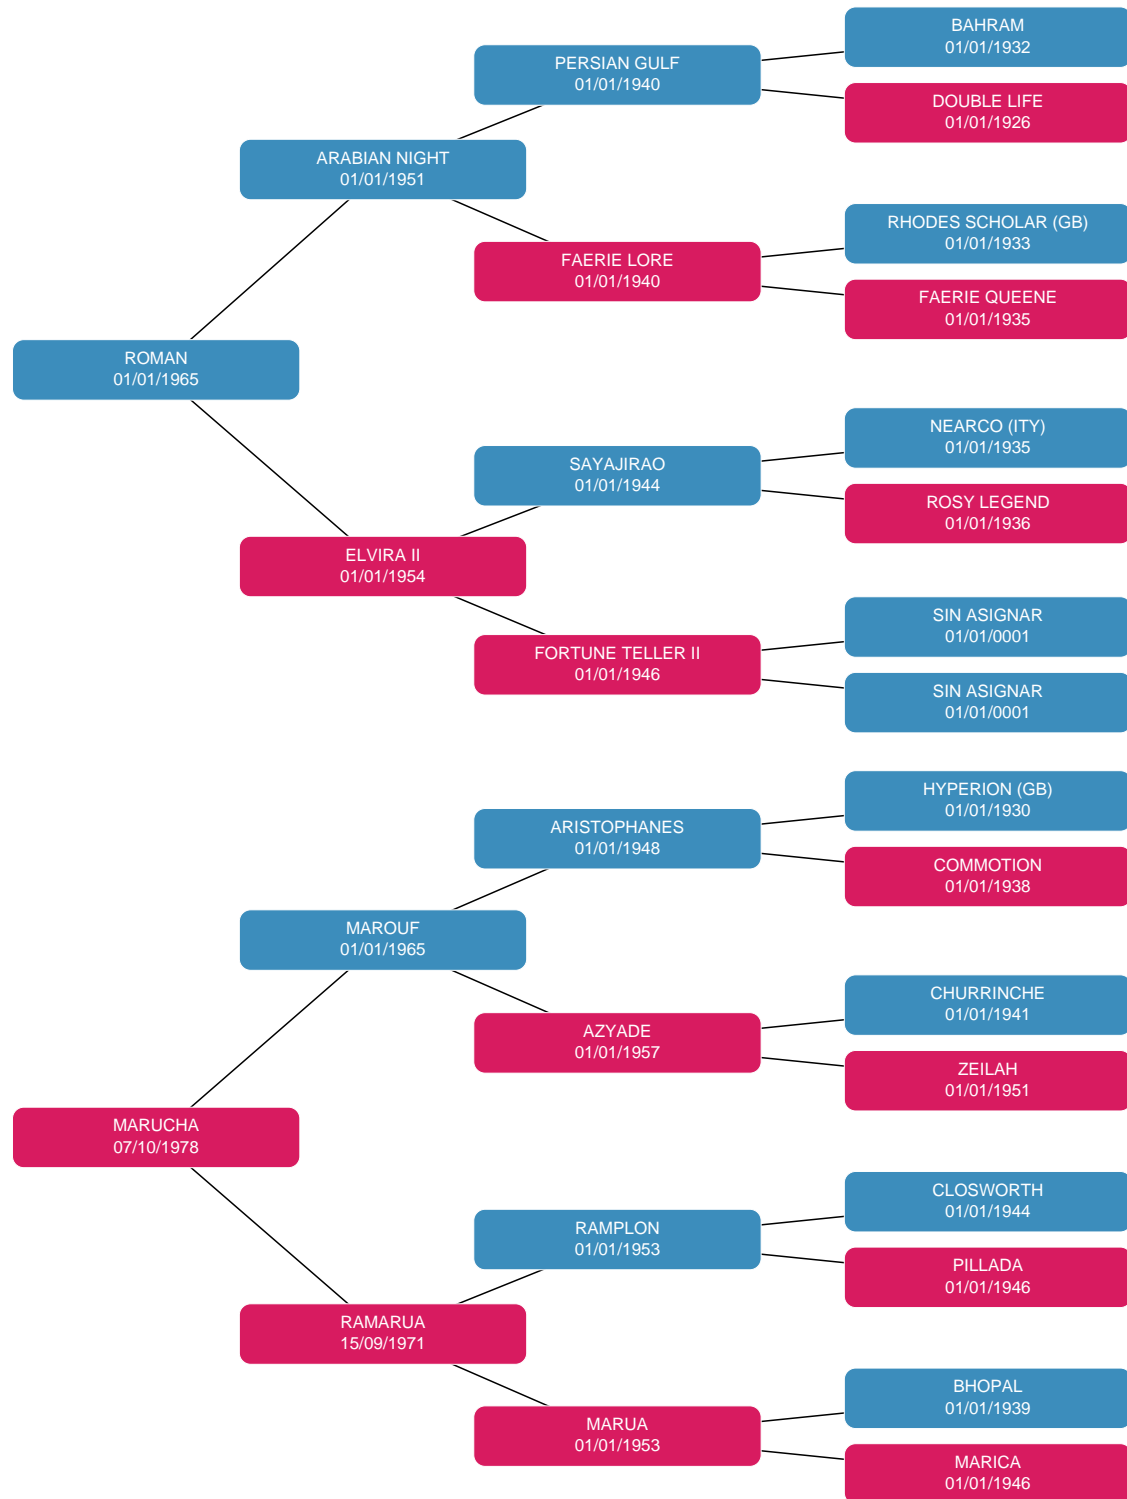 BAHRAM
01/01/1932
PERSIAN GULF
01/01/1940
DOUBLE LIFE
01/01/1926
ARABIAN NIGHT
01/01/1951
RHODES SCHOLAR (GB)
01/01/1933
FAERIE LORE
01/01/1940
FAERIE QUEENE
01/01/1935
ROMAN
01/01/1965
NEARCO (ITY)
01/01/1935
SAYAJIRAO
01/01/1944
ROSY LEGEND
01/01/1936
ELVIRA II
01/01/1954
SIN ASIGNAR
01/01/0001
FORTUNE TELLER II
01/01/1946
SIN ASIGNAR
01/01/0001
HYPERION (GB)
01/01/1930
ARISTOPHANES
01/01/1948
COMMOTION
01/01/1938
MAROUF
01/01/1965
CHURRINCHE
01/01/1941
AZYADE
01/01/1957
ZEILAH
01/01/1951
MARUCHA
07/10/1978
CLOSWORTH
01/01/1944
RAMPLON
01/01/1953
PILLADA
01/01/1946
RAMARUA
15/09/1971
BHOPAL
01/01/1939
MARUA
01/01/1953
MARICA
01/01/1946